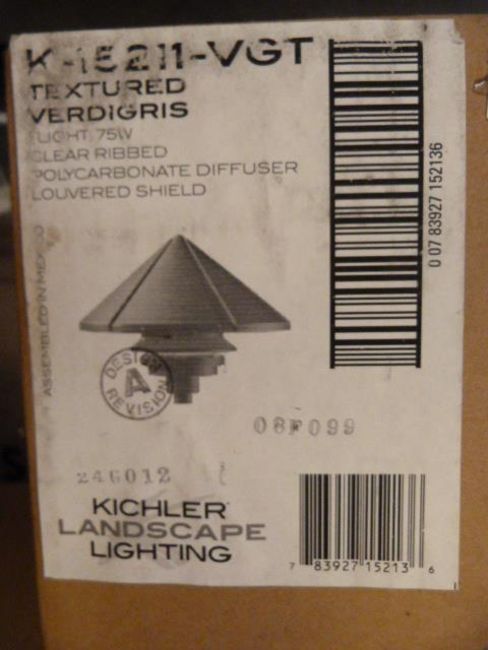 K-15211-VGT
TEXTURED
VERDIGRIS
LIGHT 75W
CLEAR RIBBED
POLYCARBONATE DIFFUSER
LOUVERED SHIELD
ASSEMBLED IN MEXICO
0 07 83927 152136
DESIGN
A
REVISION
08F099
246012
KICHLER
LANDSCAPE
LIGHTING
7 83927 15213 6